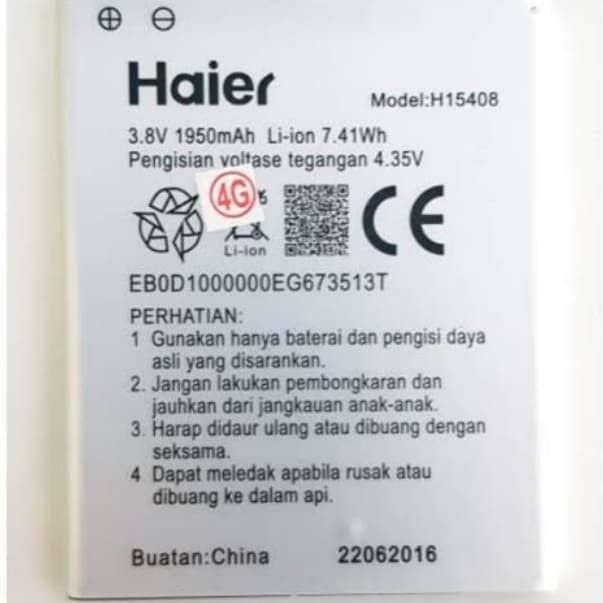 Haier
Model:H15408
3.8V 1950mAh Li-ion 7.41Wh
Pengisian voltase tegangan 4.35V
4G
Li-ion
CE
EB0D1000000EG673513T
PERHATIAN:
1 Gunakan hanya baterai dan pengisi daya
asli yang disarankan.
2. Jangan lakukan pembongkaran dan
jauhkan dari jangkauan anak-anak.
3. Harap didaur ulang atau dibuang dengan
seksama.
4 Dapat meledak apabila rusak atau
dibuang ke dalam api.
Buatan:China 22062016